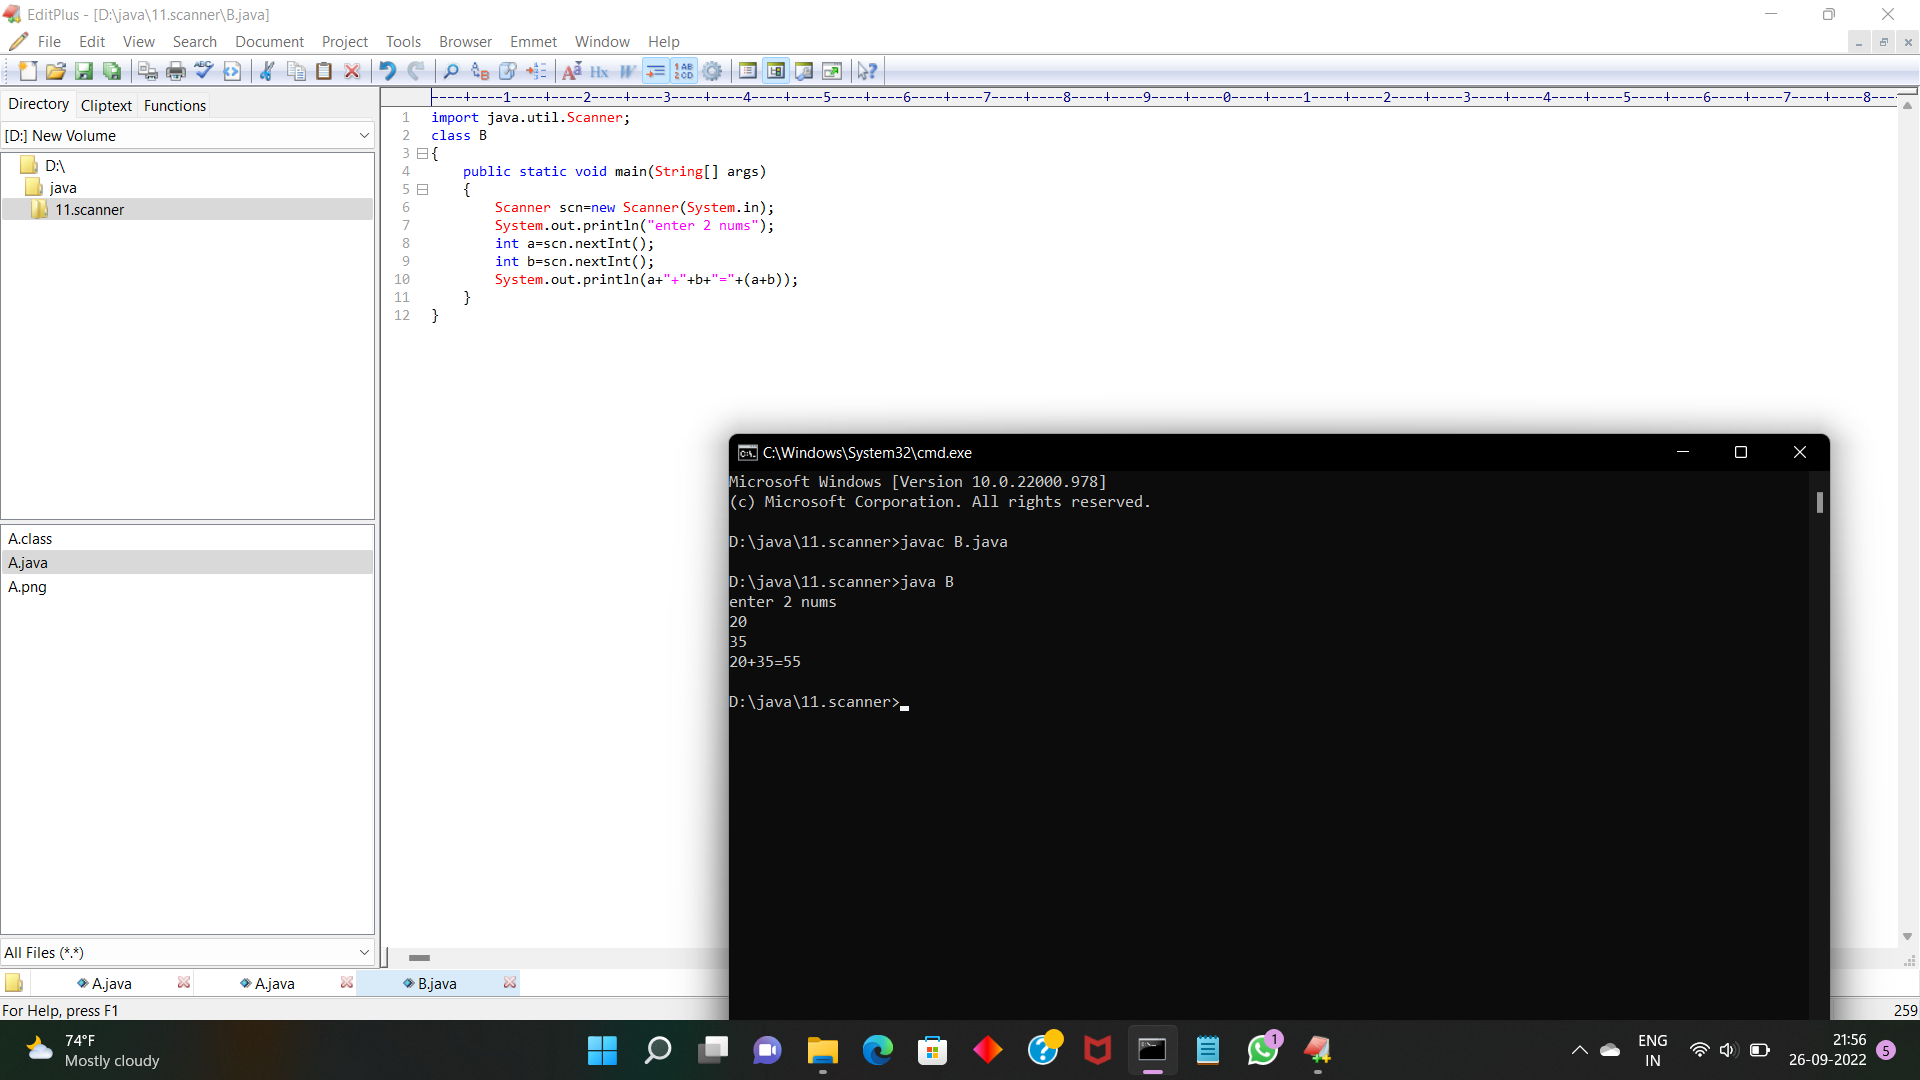 EditPlus - [D:\java\11.scanner\B.java]
File Edit View Search Document Project Tools Browser Emmet Window Help
Directory Cliptext Functions
[D:] New Volume
D:\
java
11.scanner
A.class
A.java
A.png
All Files (*.*)
----+----1----+----2----+----3----+----4----+----5----+----6----+----7----+----8----+----9----+----0----+----1----+----2----+----3----+----4----+----5----+----6----+----7----+----8----
1 import java.util.Scanner;
2 class B
3 {
4 public static void main(String[] args)
5 {
6 Scanner scn=new Scanner(System.in);
7 System.out.println("enter 2 nums");
8 int a=scn.nextInt();
9 int b=scn.nextInt();
10 System.out.println(a+"+"+b+"="+(a+b));
11 }
12 }
C:\Windows\System32\cmd.exe
Microsoft Windows [Version 10.0.22000.978]
(c) Microsoft Corporation. All rights reserved.
D:\java\11.scanner>javac B.java
D:\java\11.scanner>java B
enter 2 nums
20
35
20+35=55
D:\java\11.scanner>
A.java A.java B.java
For Help, press F1
259
74°F
Mostly cloudy
1
ENG
IN
21:56
26-09-2022
5